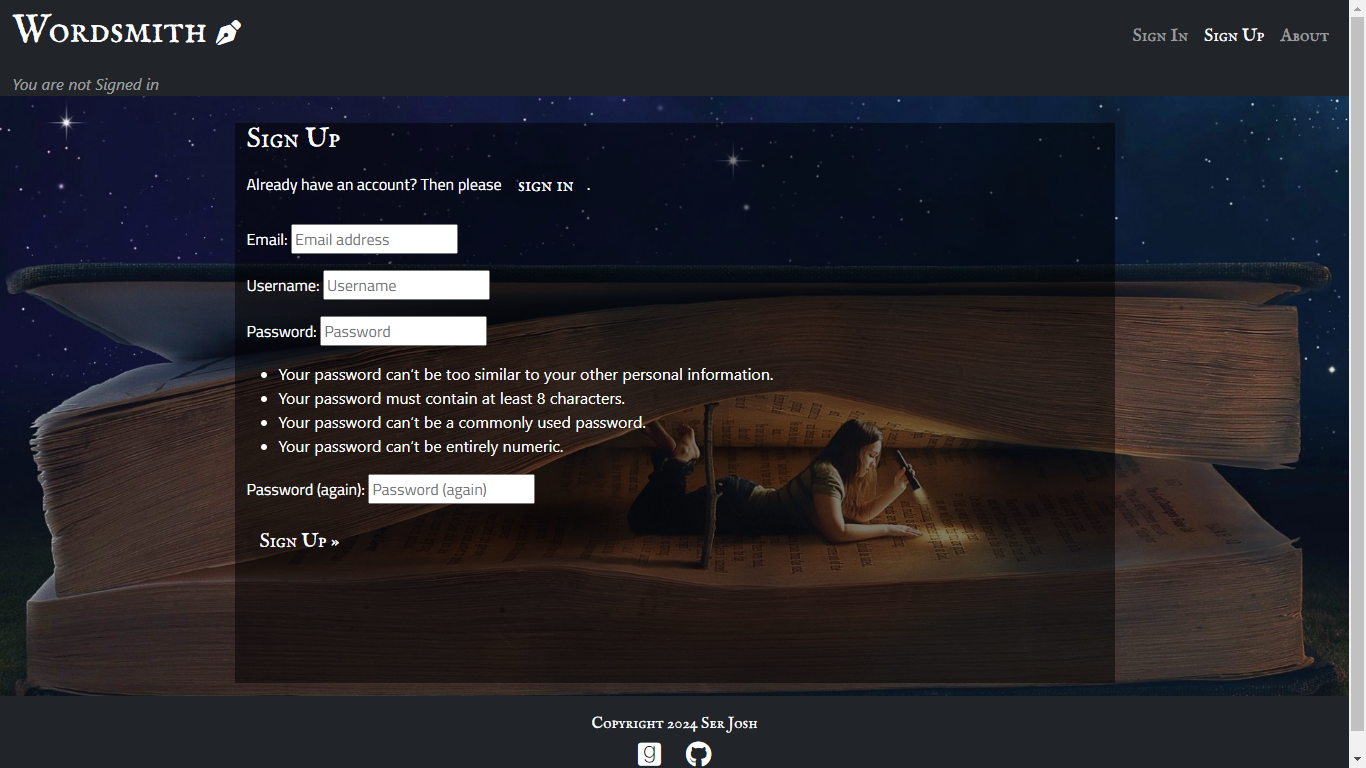 Wordsmith
Sign In Sign Up About
You are not Signed in
Sign Up
Already have an account? Then please sign in .
Email: Email address
Username: Username
Password: Password
Your password can't be too similar to your other personal information.
Your password must contain at least 8 characters.
Your password can't be a commonly used password.
Your password can't be entirely numeric.
Password (again): Password (again)
Sign Up »
Copyright 2024 Ser Josh
g